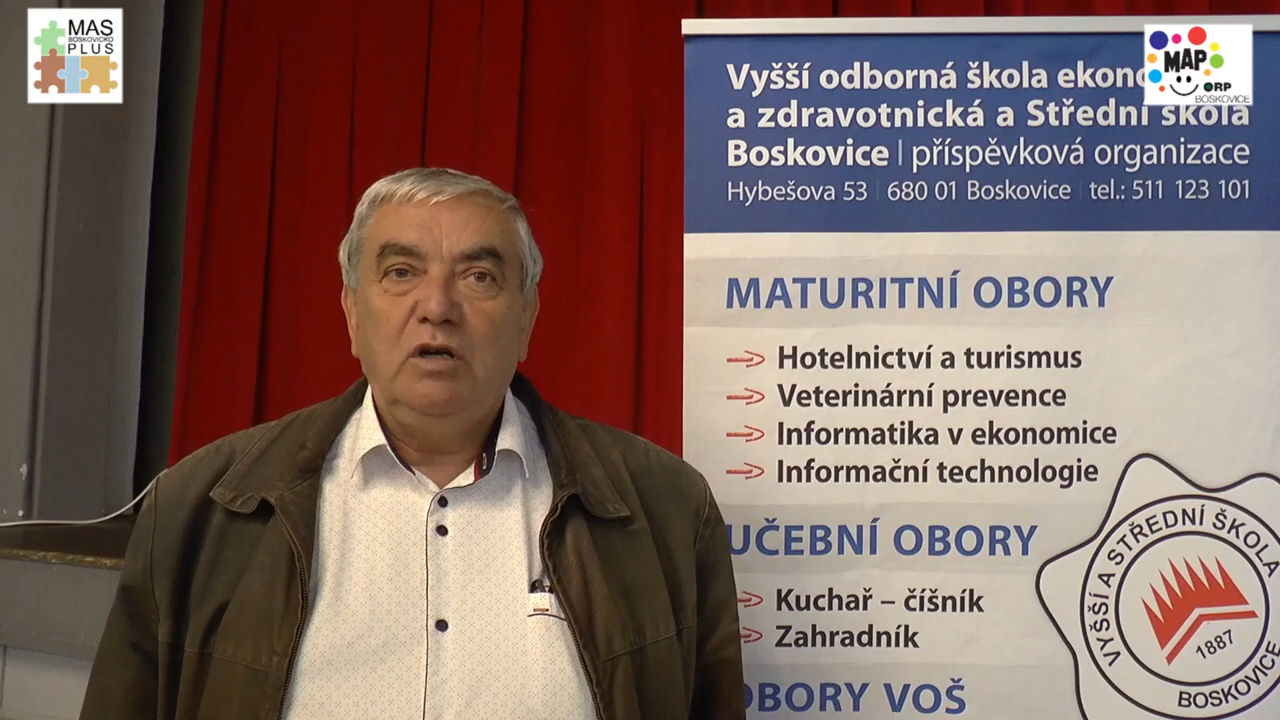 MAS
BOSKOVICKO
PLUS
MAP
ORP
BOSKOVICE
Vyšší odborná škola
a zdravotnická a Střední škola
Boskovice | příspěvková organizace
Hybešova 53 | 680 01 Boskovice | tel.: 511 123 101
MATURITNÍ OBORY
Hotelnictví a turismus
Veterinární prevence
Informatika v ekonomice
Informační technologie
UČEBNÍ OBORY
Kuchař – číšník
Zahradník
OBORY VOŠ
VYŠŠÍ A STŘEDNÍ ŠKOLA
1887
BOSKOVICE